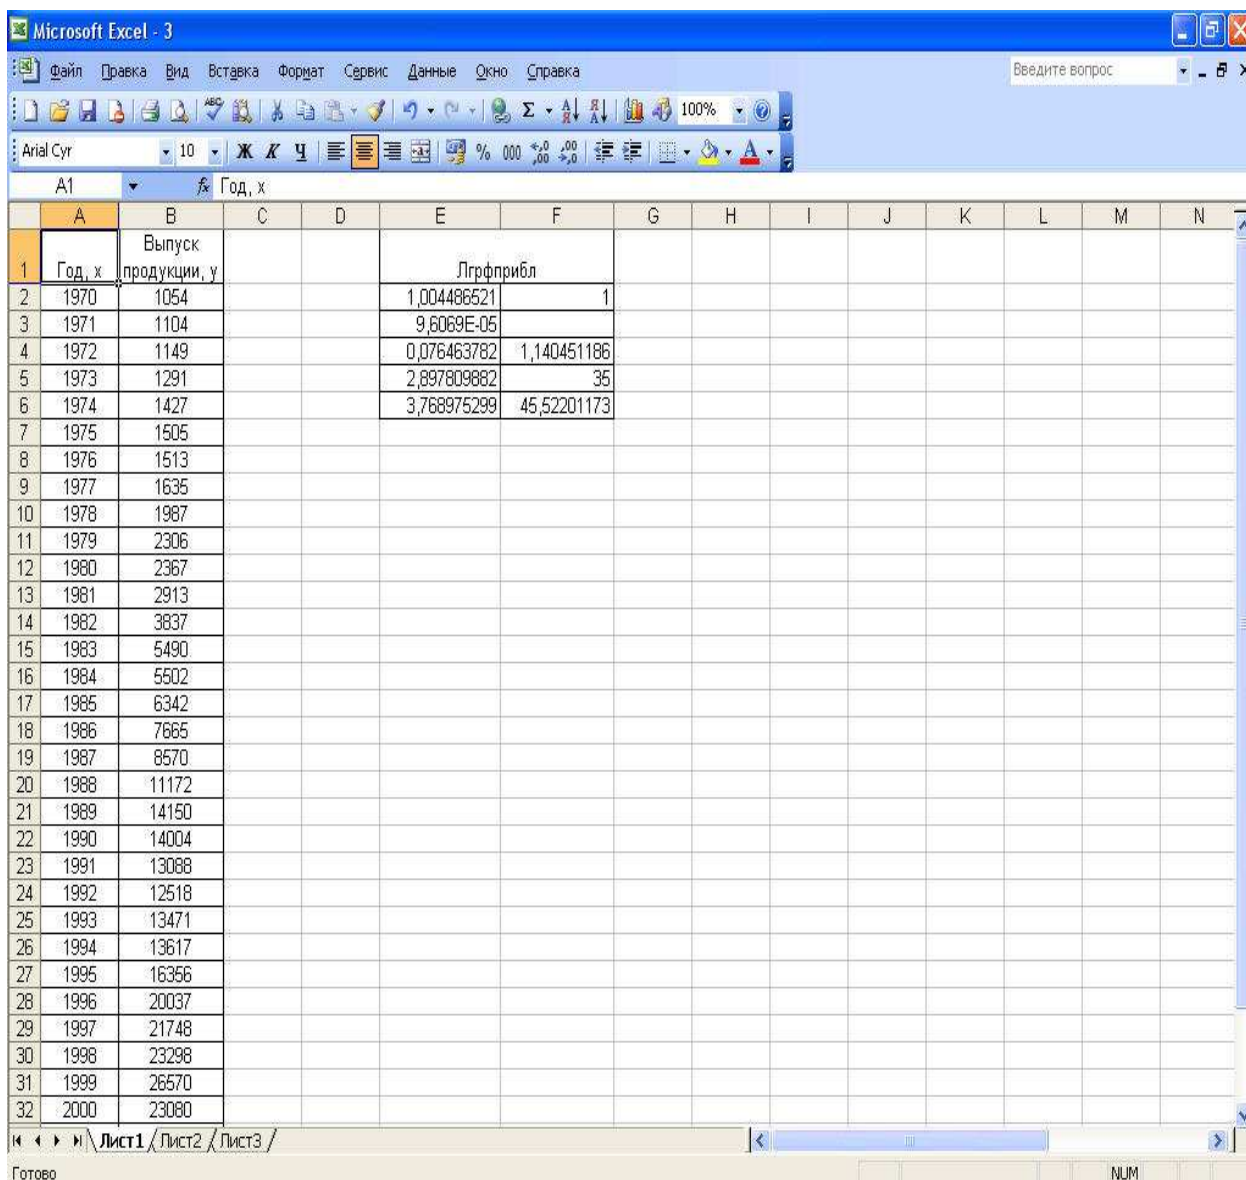 Microsoft Excel - 3
Файл Правка Вид Вставка Формат Сервис Данные Окно Справка Введите вопрос
100%
Arial Cyr 10 Ж К Ч % 000
A1 fx Год, х
A B C D E F G H I J K L M N
1 Год, х Выпуск продукции, у Лгрфприбл
2 1970 1054 1,004486521 1
3 1971 1104 9,6069E-05
4 1972 1149 0,076463782 1,140451186
5 1973 1291 2,897809882 35
6 1974 1427 3,768975299 45,52201173
7 1975 1505
8 1976 1513
9 1977 1635
10 1978 1987
11 1979 2306
12 1980 2367
13 1981 2913
14 1982 3837
15 1983 5490
16 1984 5502
17 1985 6342
18 1986 7665
19 1987 8570
20 1988 11172
21 1989 14150
22 1990 14004
23 1991 13088
24 1992 12518
25 1993 13471
26 1994 13617
27 1995 16356
28 1996 20037
29 1997 21748
30 1998 23298
31 1999 26570
32 2000 23080
Лист1 Лист2 Лист3
Готово NUM